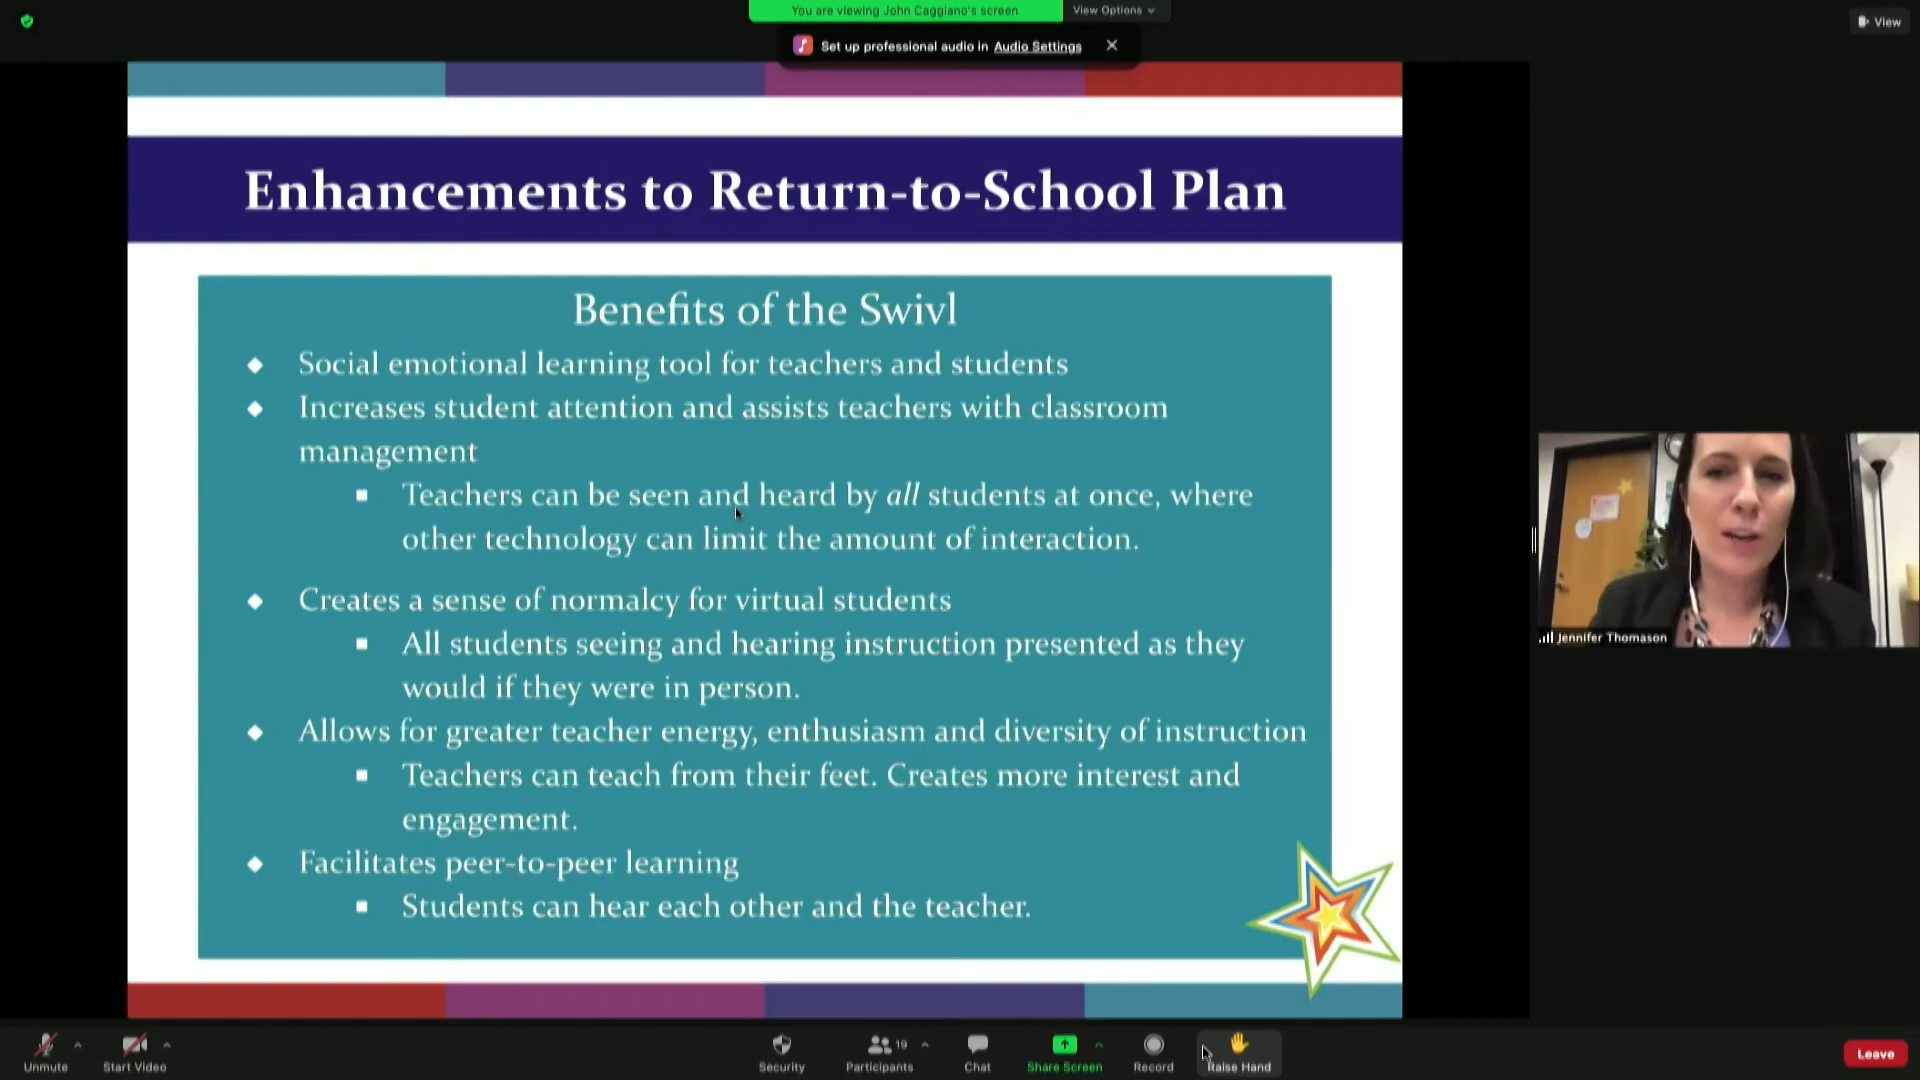 You are viewing John Caggiano's screen
View Options
View
Set up professional audio in Audio Settings
Enhancements to Return-to-School Plan
Benefits of the Swivl
Social emotional learning tool for teachers and students
Increases student attention and assists teachers with classroom
management
Teachers can be seen and heard by all students at once, where
other technology can limit the amount of interaction.
Creates a sense of normalcy for virtual students
All students seeing and hearing instruction presented as they
would if they were in person.
Allows for greater teacher energy, enthusiasm and diversity of instruction
Teachers can teach from their feet. Creates more interest and
engagement.
Facilitates peer-to-peer learning
Students can hear each other and the teacher.
Jennifer Thomason
Unmute
Start Video
Security
Participants
19
Chat
Share Screen
Record
Raise Hand
Leave